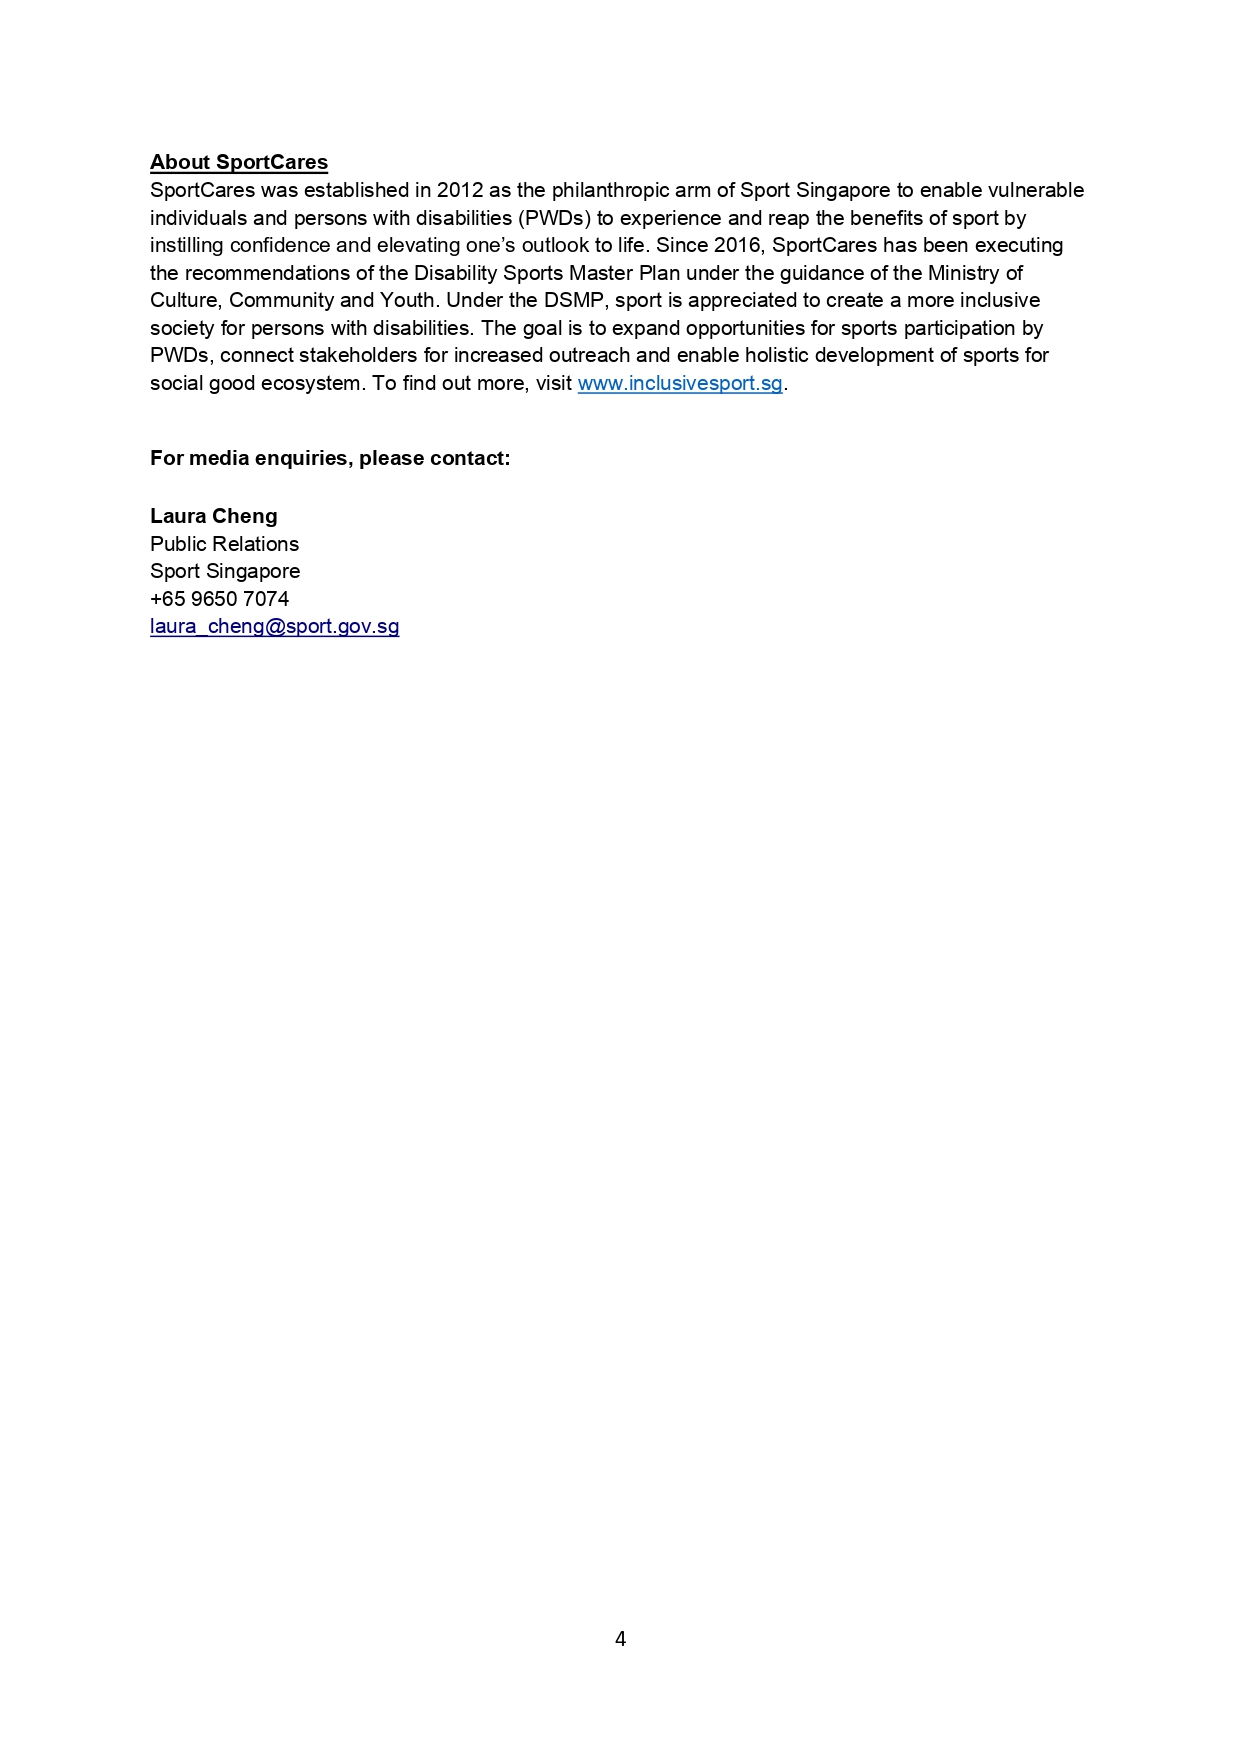 About SportCares
SportCares was established in 2012 as the philanthropic arm of Sport Singapore to enable vulnerable
individuals and persons with disabilities (PWDs) to experience and reap the benefits of sport by
instilling confidence and elevating one’s outlook to life. Since 2016, SportCares has been executing
the recommendations of the Disability Sports Master Plan under the guidance of the Ministry of
Culture, Community and Youth. Under the DSMP, sport is appreciated to create a more inclusive
society for persons with disabilities. The goal is to expand opportunities for sports participation by
PWDs, connect stakeholders for increased outreach and enable holistic development of sports for
social good ecosystem. To find out more, visit www.inclusivesport.sg.
For media enquiries, please contact:
Laura Cheng
Public Relations
Sport Singapore
+65 9650 7074
laura_cheng@sport.gov.sg
4